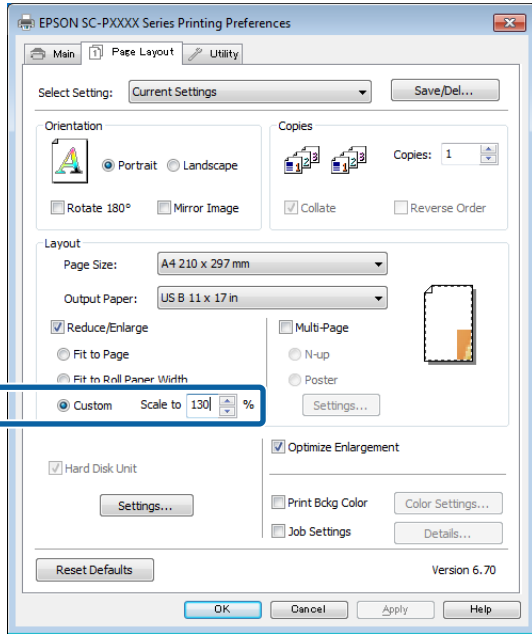 EPSON SC-PXXXX Series Printing Preferences
Main Page Layout Utility
Select Setting: Current Settings Save/Del...
Orientation
Portrait Landscape
Rotate 180° Mirror Image
Copies
Copies: 1
Collate Reverse Order
Layout
Page Size: A4 210 x 297 mm
Output Paper: US B 11 x 17 in
Reduce/Enlarge
Fit to Page
Fit to Roll Paper Width
Custom Scale to 130 %
Multi-Page
N-up
Poster
Settings...
Optimize Enlargement
Hard Disk Unit
Settings...
Print Bckg Color Color Settings...
Job Settings Details...
Reset Defaults Version 6.70
OK Cancel Apply Help